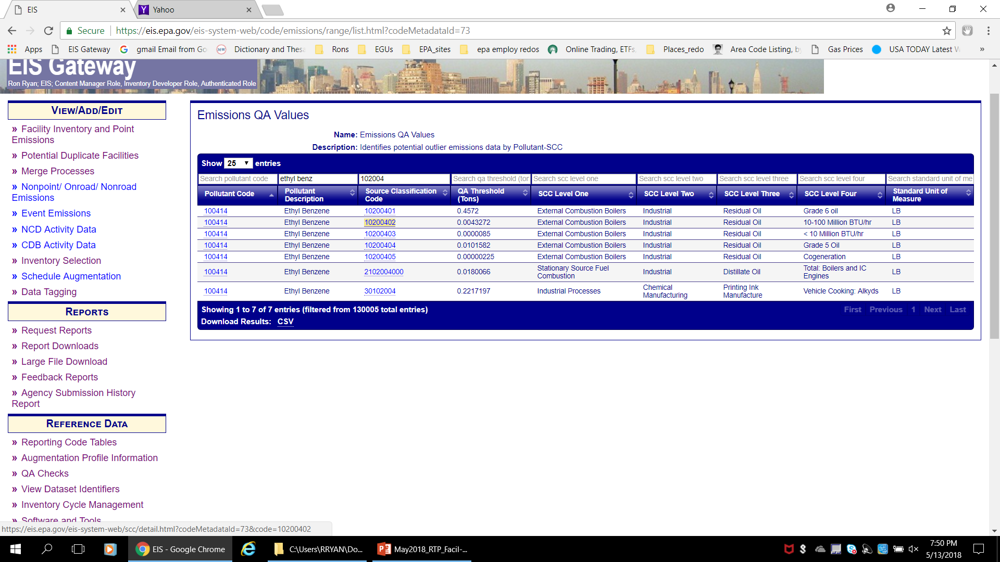 EIS
Yahoo
Secure
https://eis.epa.gov/eis-system-web/code/emissions/range/list.html?codeMetadataId=73
Apps EIS Gateway gmail Email from Go Dictionary and Thesa Rons EGUs EPA_sites epa employ redos Online Trading, ETFs, Places_redo Area Code Listing, by Gas Prices USA TODAY Latest »
EIS Gateway
Ron Ryan; EIS; Content Manager Role, Inventory Developer Role, Authenticated Role
VIEW/ADD/EDIT
» Facility Inventory and Point
Emissions
» Potential Duplicate Facilities
» Merge Processes
» Nonpoint/ Onroad/ Nonroad
Emissions
» Event Emissions
» NCD Activity Data
» CDB Activity Data
» Inventory Selection
» Schedule Augmentation
» Data Tagging
REPORTS
» Request Reports
» Report Downloads
» Large File Download
» Feedback Reports
» Agency Submission History
Report
REFERENCE DATA
» Reporting Code Tables
» Augmentation Profile Information
» QA Checks
» View Dataset Identifiers
» Inventory Cycle Management
» Software and Tools
Emissions QA Values
Name: Emissions QA Values
Description: Identifies potential outlier emissions data by Pollutant-SCC
Show 25 entries
Search pollutant code ethyl benz 102004 Search qa threshold (tor Search scc level one Search scc level two Search scc level three Search scc level four Search standard unit of me
Pollutant Code Pollutant Description Source Classification Code QA Threshold (Tons) SCC Level One SCC Level Two SCC Level Three SCC Level Four Standard Unit of Measure
100414 Ethyl Benzene 10200401 0.4572 External Combustion Boilers Industrial Residual Oil Grade 6 oil LB
100414 Ethyl Benzene 10200402 0.0043272 External Combustion Boilers Industrial Residual Oil 10-100 Million BTU/hr LB
100414 Ethyl Benzene 10200403 0.0000085 External Combustion Boilers Industrial Residual Oil < 10 Million BTU/hr LB
100414 Ethyl Benzene 10200404 0.0101582 External Combustion Boilers Industrial Residual Oil Grade 5 Oil LB
100414 Ethyl Benzene 10200405 0.00000225 External Combustion Boilers Industrial Residual Oil Cogeneration LB
100414 Ethyl Benzene 2102004000 0.0180066 Stationary Source Fuel Combustion Industrial Distillate Oil Total: Boilers and IC Engines LB
100414 Ethyl Benzene 30102004 0.2217197 Industrial Processes Chemical Manufacturing Printing Ink Manufacture Vehicle Cooking: Alkyds LB
Showing 1 to 7 of 7 entries (filtered from 130005 total entries)
First Previous 1 Next Last
Download Results: CSV
https://eis.epa.gov/eis-system-web/scc/detail.html?codeMetadataId=73&code=10200402
EIS - Google Chrome
C:\Users\RRYAN\Do...
May2018_RTP_Facil-...
7:50 PM
5/13/2018